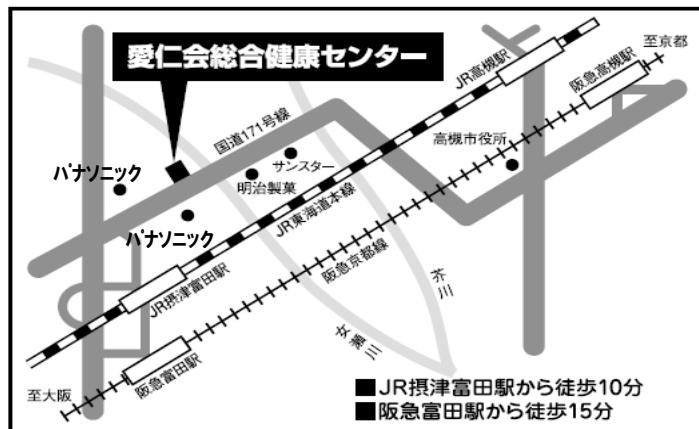 愛仁会総合健康センター
JR高槻駅
至京都
阪急高槻駅
国道171号線
高槻市役所
サンスター
明治製菓
パナソニック
パナソニック
JR東海道本線
阪急京都線
JR摂津富田駅
芥川
女瀬川
阪急富田駅
至大阪
■JR摂津富田駅から徒歩10分
■阪急富田駅から徒歩15分